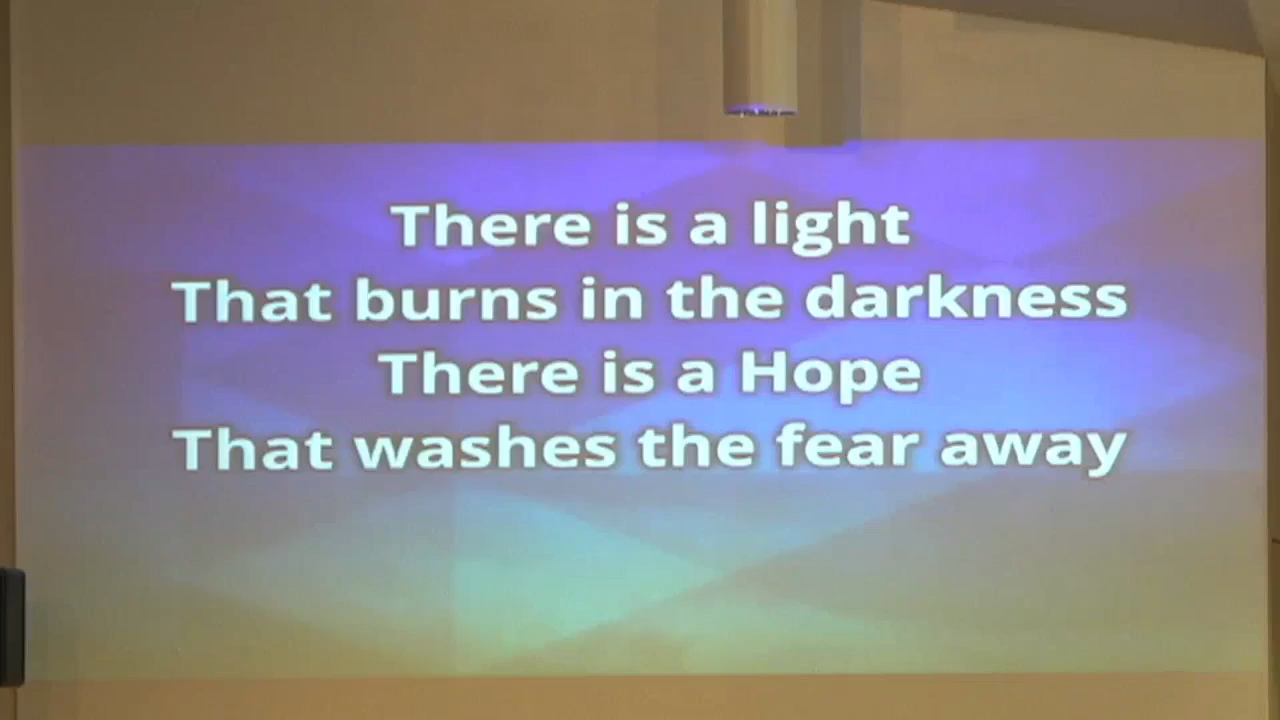 There is a light
That burns in the darkness
There is a Hope
That washes the fear away